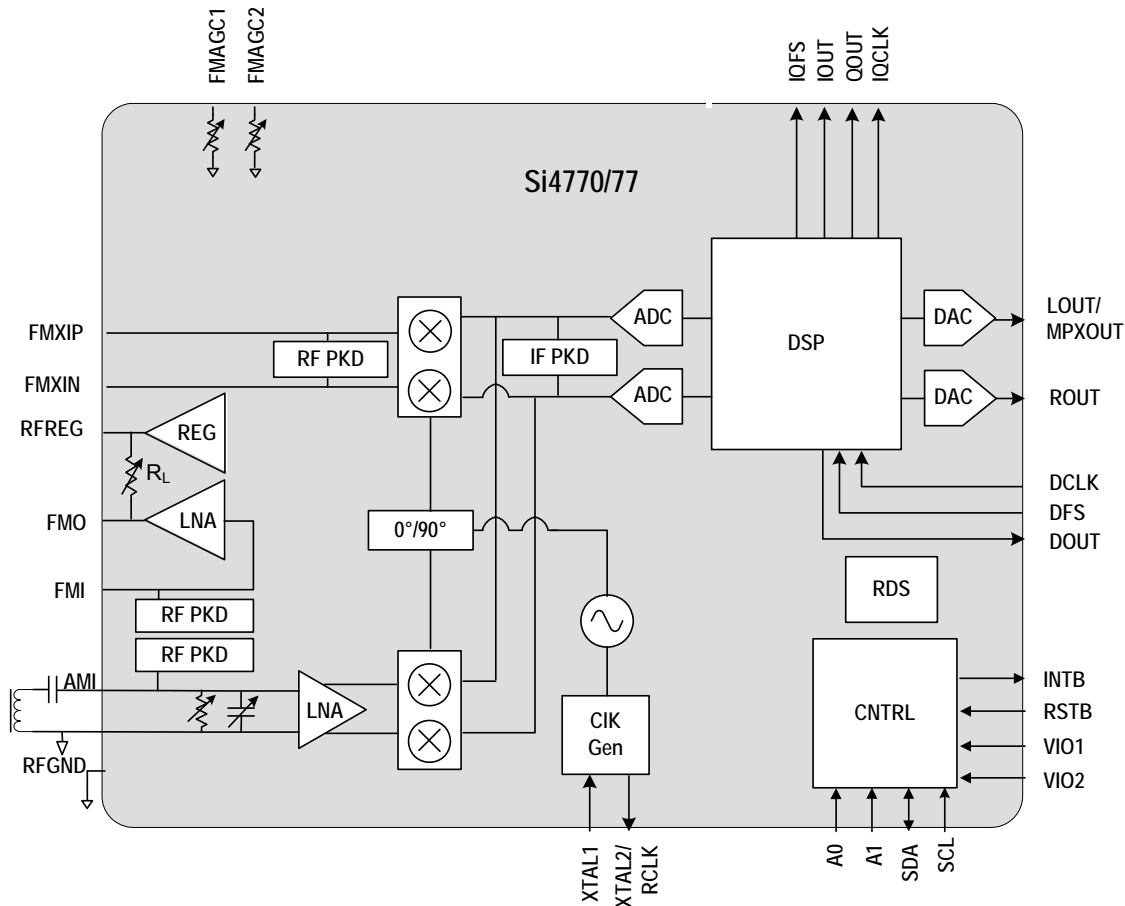 FMAGC1
FMAGC2
IQFS
IOUT
QOUT
IQCLK
Si4770/77
FMXIP
RF PKD
IF PKD
ADC
DSP
DAC
LOUT/
MPXOUT
FMXIN
ADC
DAC
ROUT
RFREG
REG
RL
FMO
LNA
0°/90°
DCLK
DFS
DOUT
FMI
RF PKD
RDS
RF PKD
AMI
LNA
ClK
Gen
CNTRL
INTB
RSTB
VIO1
VIO2
RFGND
XTAL1
XTAL2/
RCLK
A0
A1
SDA
SCL